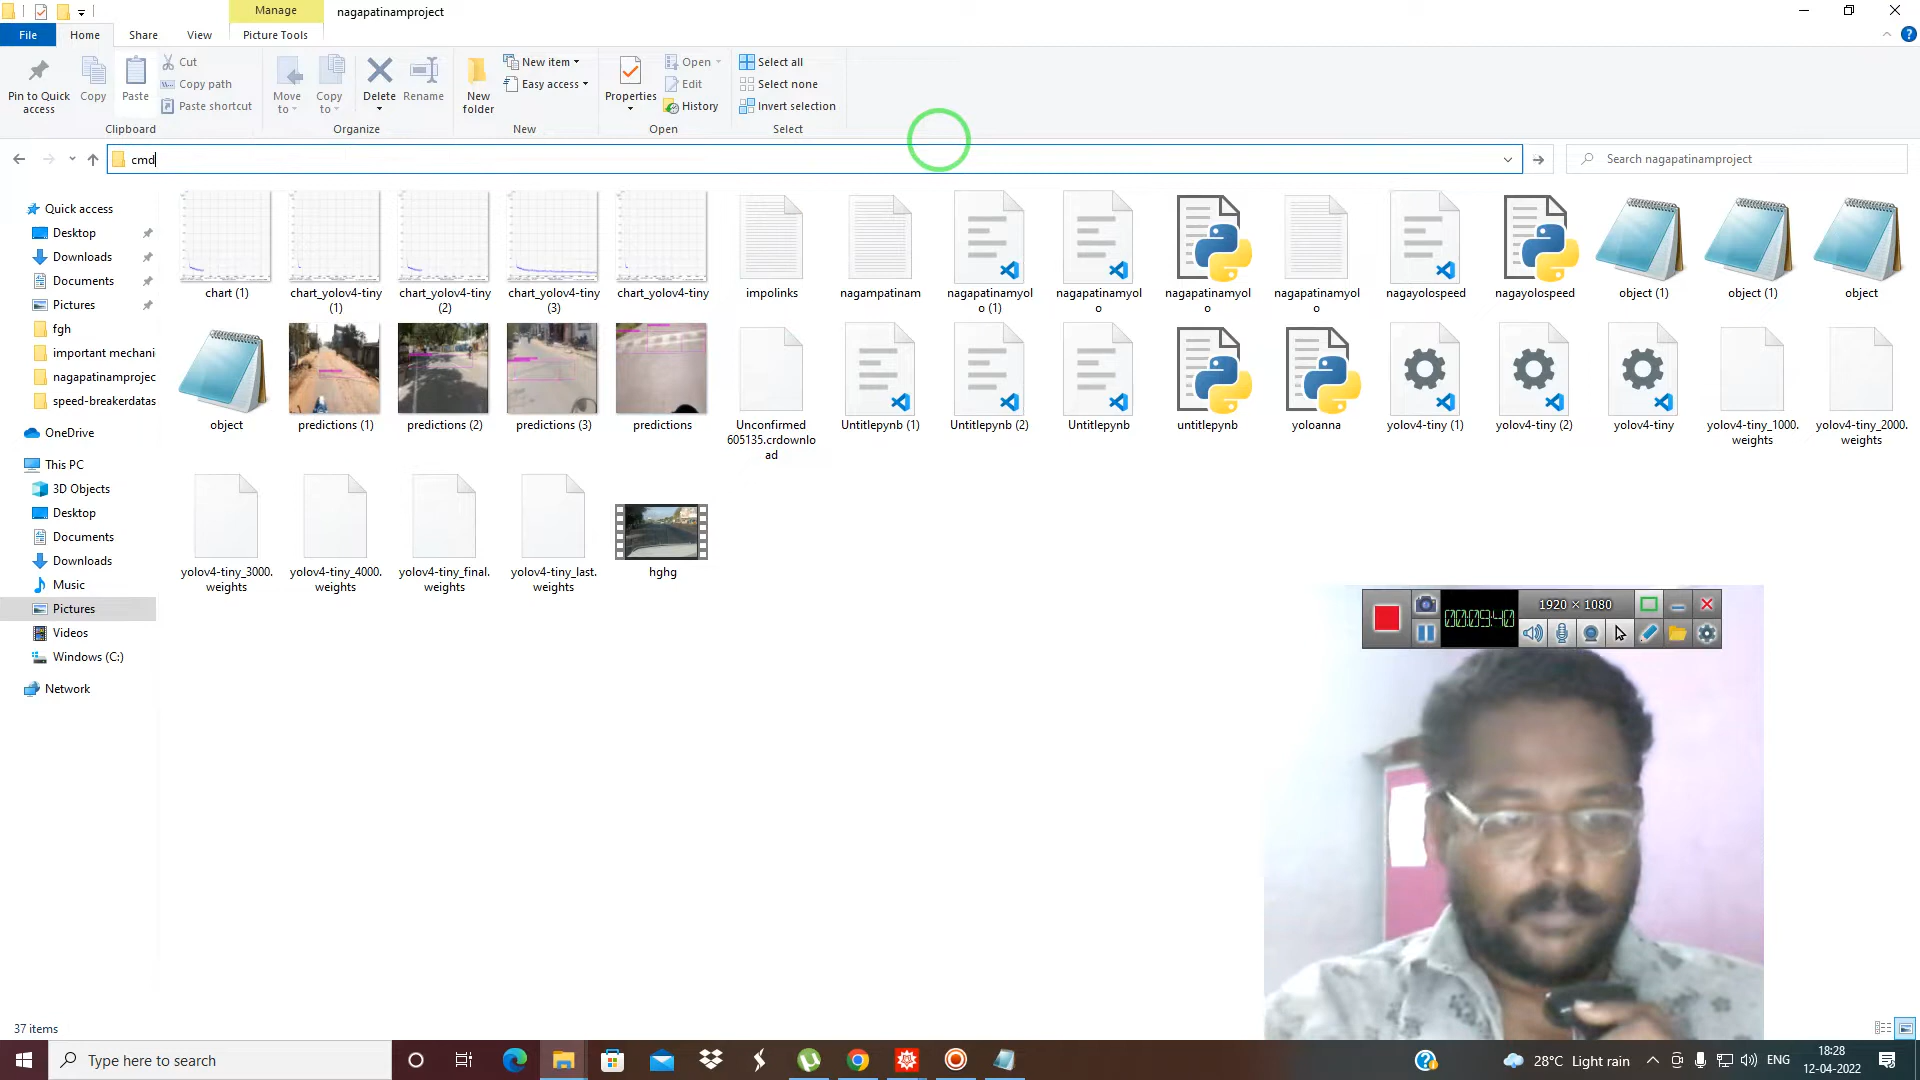 Manage
nagapatinamproject
File
Home
Share
View
Picture Tools
Pin to Quick
access
Copy
Paste
Cut
Copy path
Paste shortcut
Clipboard
Move
to
Copy
to
Delete
Rename
Organize
New
folder
New item
Easy access
New
Properties
Open
Edit
History
Open
Select all
Select none
Invert selection
Select
cmd
Search nagapatinamproject
Quick access
Desktop
Downloads
Documents
Pictures
fgh
important mechani
nagapatinamprojec
speed-breakerdatas
OneDrive
This PC
3D Objects
Desktop
Documents
Downloads
Music
Pictures
Videos
Windows (C:)
Network
chart (1)
chart_yolov4-tiny
(1)
chart_yolov4-tiny
(2)
chart_yolov4-tiny
(3)
chart_yolov4-tiny
impolinks
nagampatinam
nagapatinamyol
o (1)
nagapatinamyol
o
nagapatinamyol
o
nagapatinamyol
o
nagayolospeed
nagayolospeed
object (1)
object (1)
object
object
predictions (1)
predictions (2)
predictions (3)
predictions
Unconfirmed
605135.crdownlo
ad
Untitlepynb (1)
Untitlepynb (2)
Untitlepynb
untitlepynb
yoloanna
yolov4-tiny (1)
yolov4-tiny (2)
yolov4-tiny
yolov4-tiny_1000.
weights
yolov4-tiny_2000.
weights
yolov4-tiny_3000.
weights
yolov4-tiny_4000.
weights
yolov4-tiny_final.
weights
yolov4-tiny_last.
weights
hghg
00:09:40
1920 × 1080
37 items
Type here to search
28°C Light rain
ENG
18:28
12-04-2022